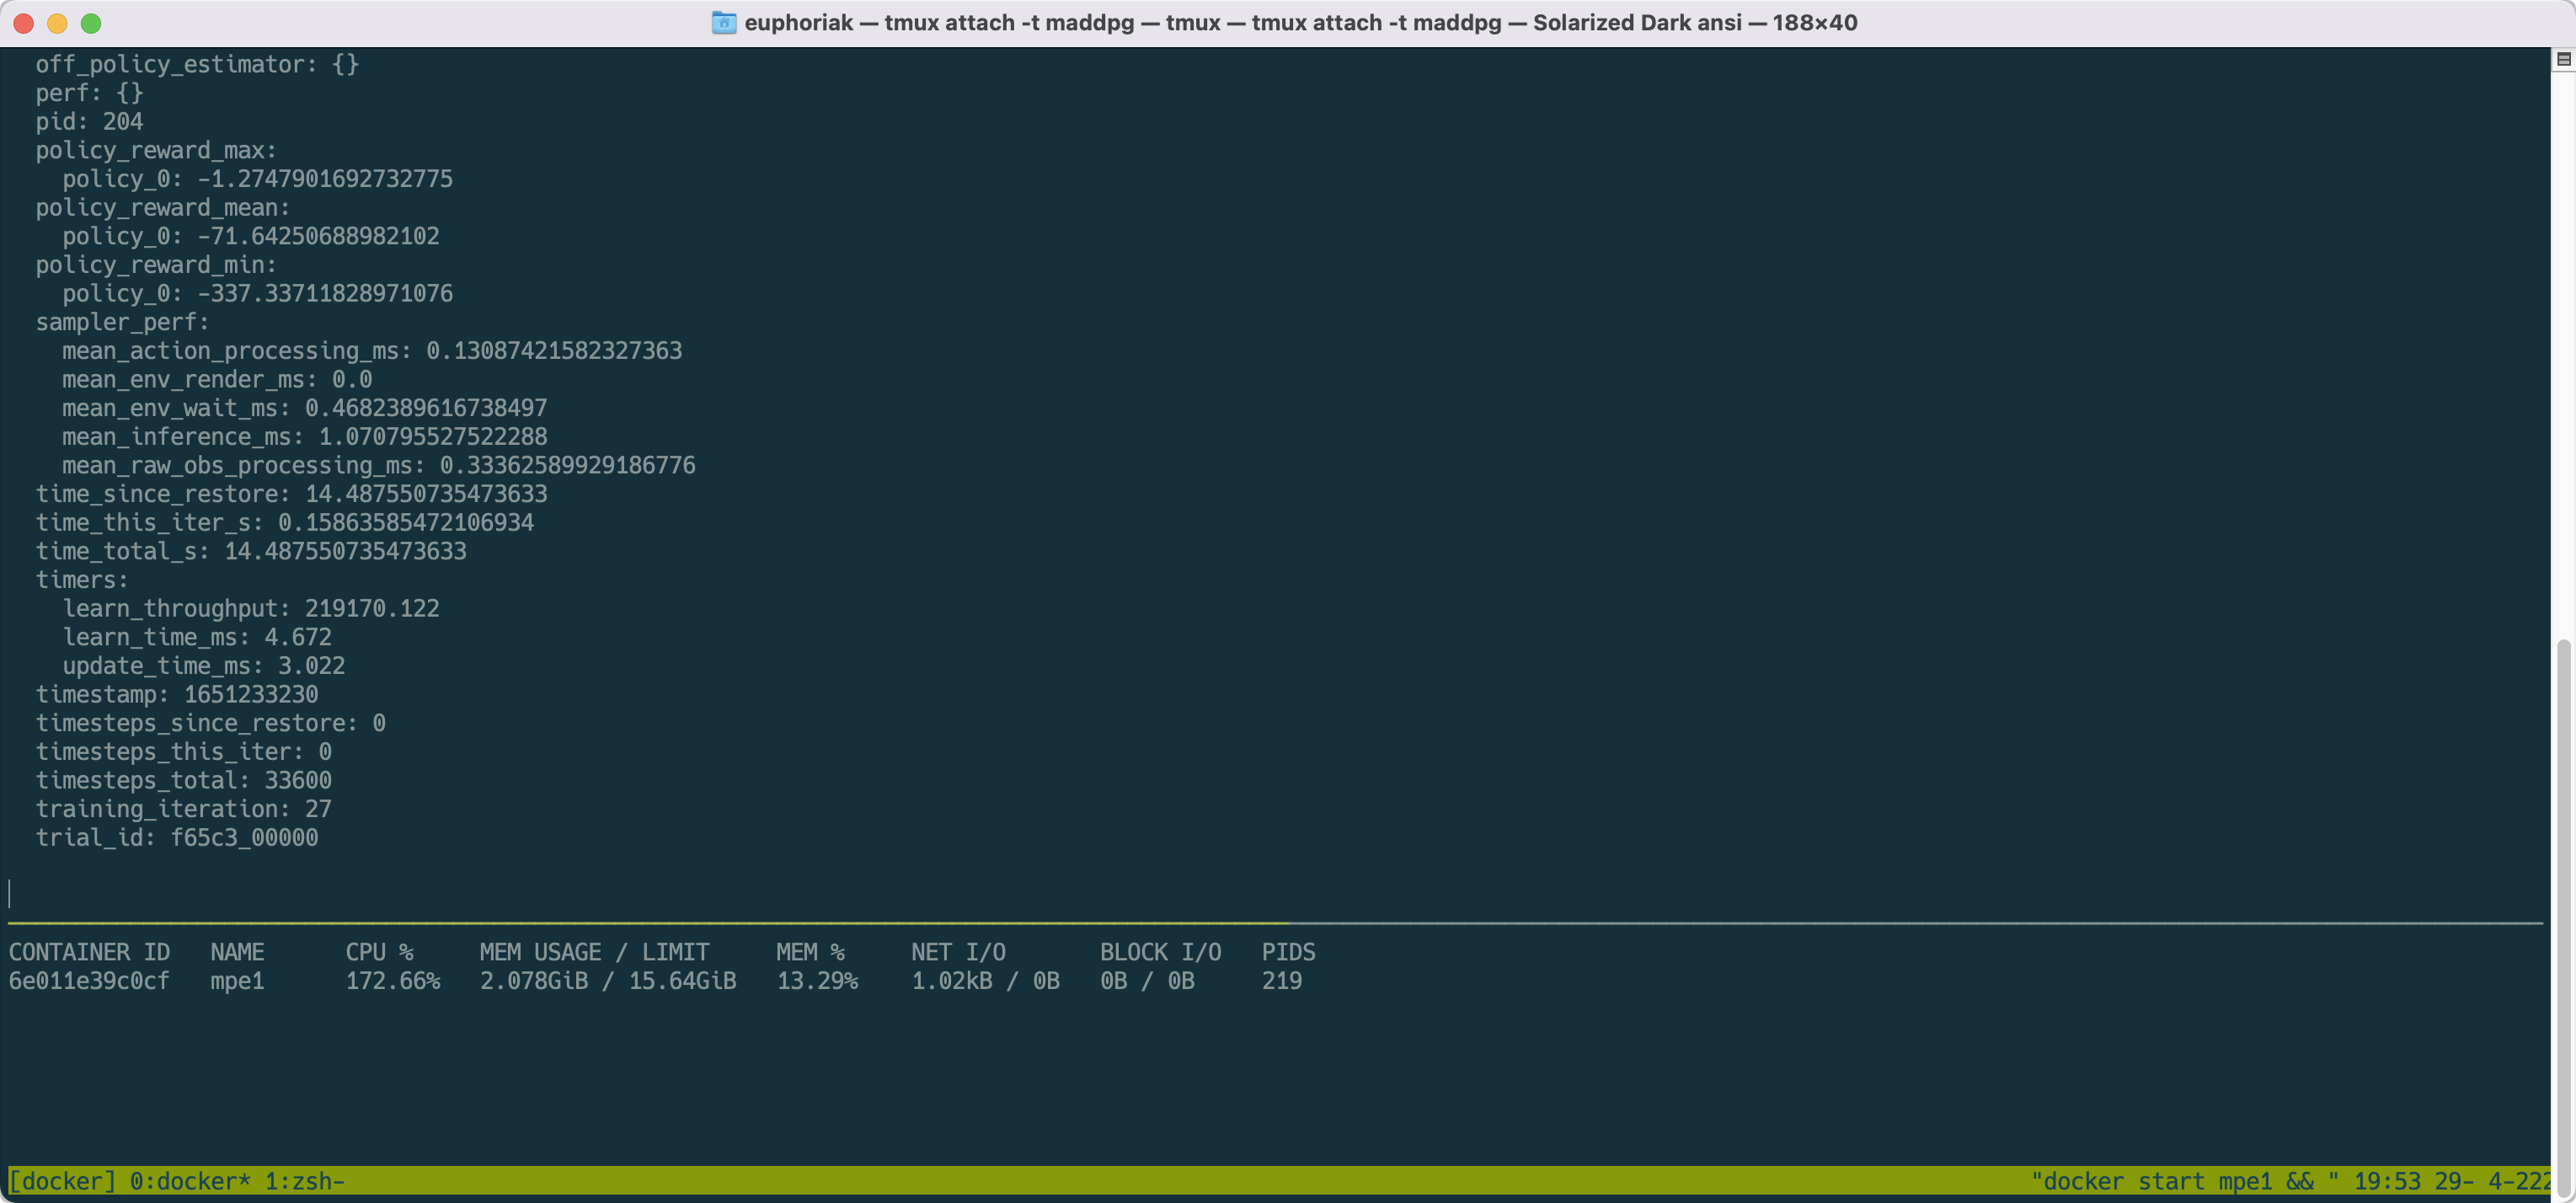 euphoriak — tmux attach -t maddpg — tmux — tmux attach -t maddpg — Solarized Dark ansi — 188×40
off_policy_estimator: {}
perf: {}
pid: 204
policy_reward_max:
policy_0: -1.2747901692732775
policy_reward_mean:
policy_0: -71.64250688982102
policy_reward_min:
policy_0: -337.33711828971076
sampler_perf:
mean_action_processing_ms: 0.13087421582327363
mean_env_render_ms: 0.0
mean_env_wait_ms: 0.4682389616738497
mean_inference_ms: 1.070795527522288
mean_raw_obs_processing_ms: 0.33362589929186776
time_since_restore: 14.487550735473633
time_this_iter_s: 0.15863585472106934
time_total_s: 14.487550735473633
timers:
learn_throughput: 219170.122
learn_time_ms: 4.672
update_time_ms: 3.022
timestamp: 1651233230
timesteps_since_restore: 0
timesteps_this_iter: 0
timesteps_total: 33600
training_iteration: 27
trial_id: f65c3_00000
CONTAINER ID NAME CPU % MEM USAGE / LIMIT MEM % NET I/O BLOCK I/O PIDS
6e011e39c0cf mpe1 172.66% 2.078GiB / 15.64GiB 13.29% 1.02kB / 0B 0B / 0B 219
[docker] 0:docker* 1:zsh- "docker start mpe1 && " 19:53 29- 4-222